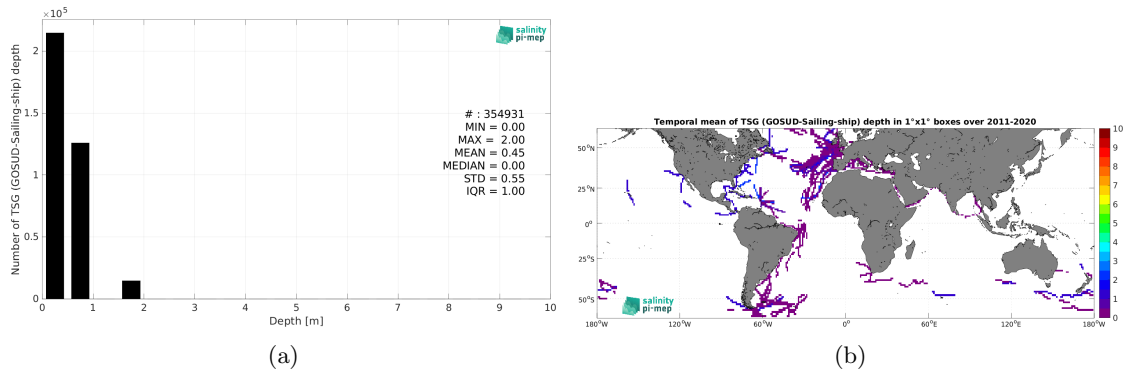 ×10⁵
Number of TSG (GOSUD-Sailing-ship) depth
2
1.5
1
0.5
0
salinity
pi-mep
# : 354931
MIN = 0.00
MAX = 2.00
MEAN = 0.45
MEDIAN = 0.00
STD = 0.55
IQR = 1.00
0 1 2 3 4 5 6 7 8 9 10
Depth [m]
(a)
Temporal mean of TSG (GOSUD-Sailing-ship) depth in 1°x1° boxes over 2011-2020
50°N
25°N
0°
25°S
50°S
salinity
pi-mep
180°W 120°W 60°W 0°E 60°E 120°E 180°E
10
9
8
7
6
5
4
3
2
1
0
(b)